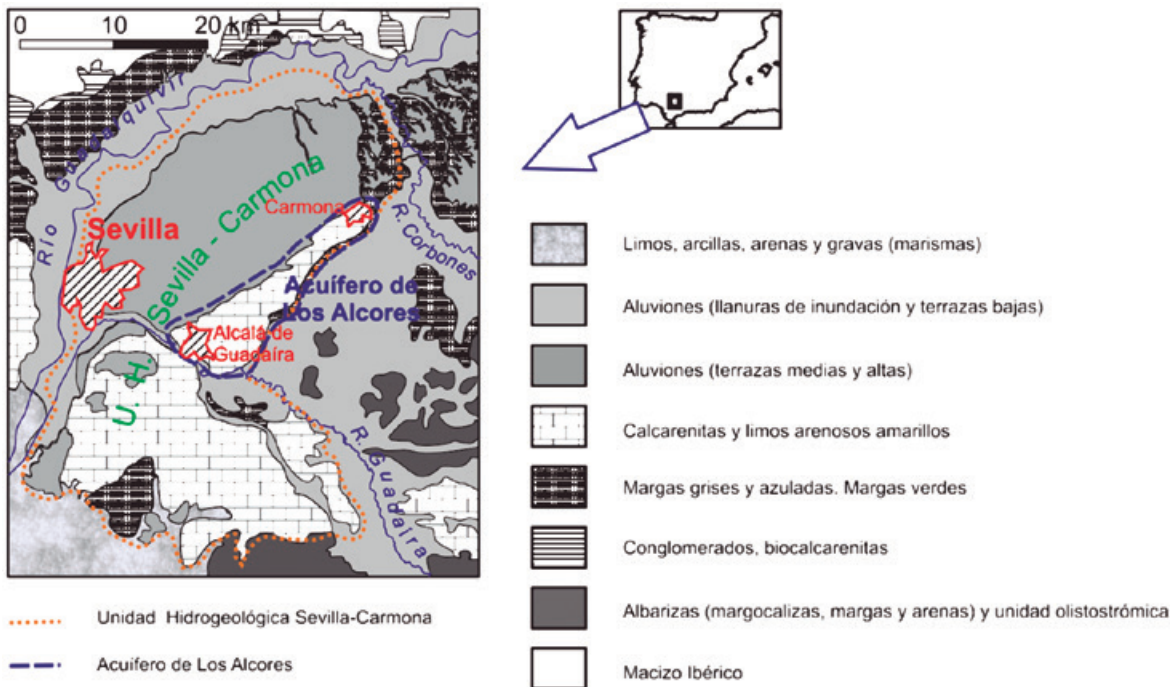 0 10 20 km
Río Guadalquivir
Sevilla - Carmona
U. H.
Carmona
Sevilla
R. Corbones
Acuífero de
Los Alcores
Alcalá de
Guadaíra
R. Guadaíra
Limos, arcillas, arenas y gravas (marismas)
Aluviones (llanuras de inundación y terrazas bajas)
Aluviones (terrazas medias y altas)
Calcarenitas y limos arenosos amarillos
Margas grises y azuladas. Margas verdes
Conglomerados, biocalcarenitas
Albarizas (margocalizas, margas y arenas) y unidad olistostrómica
Macizo Ibérico
Unidad Hidrogeológica Sevilla-Carmona
Acuifero de Los Alcores